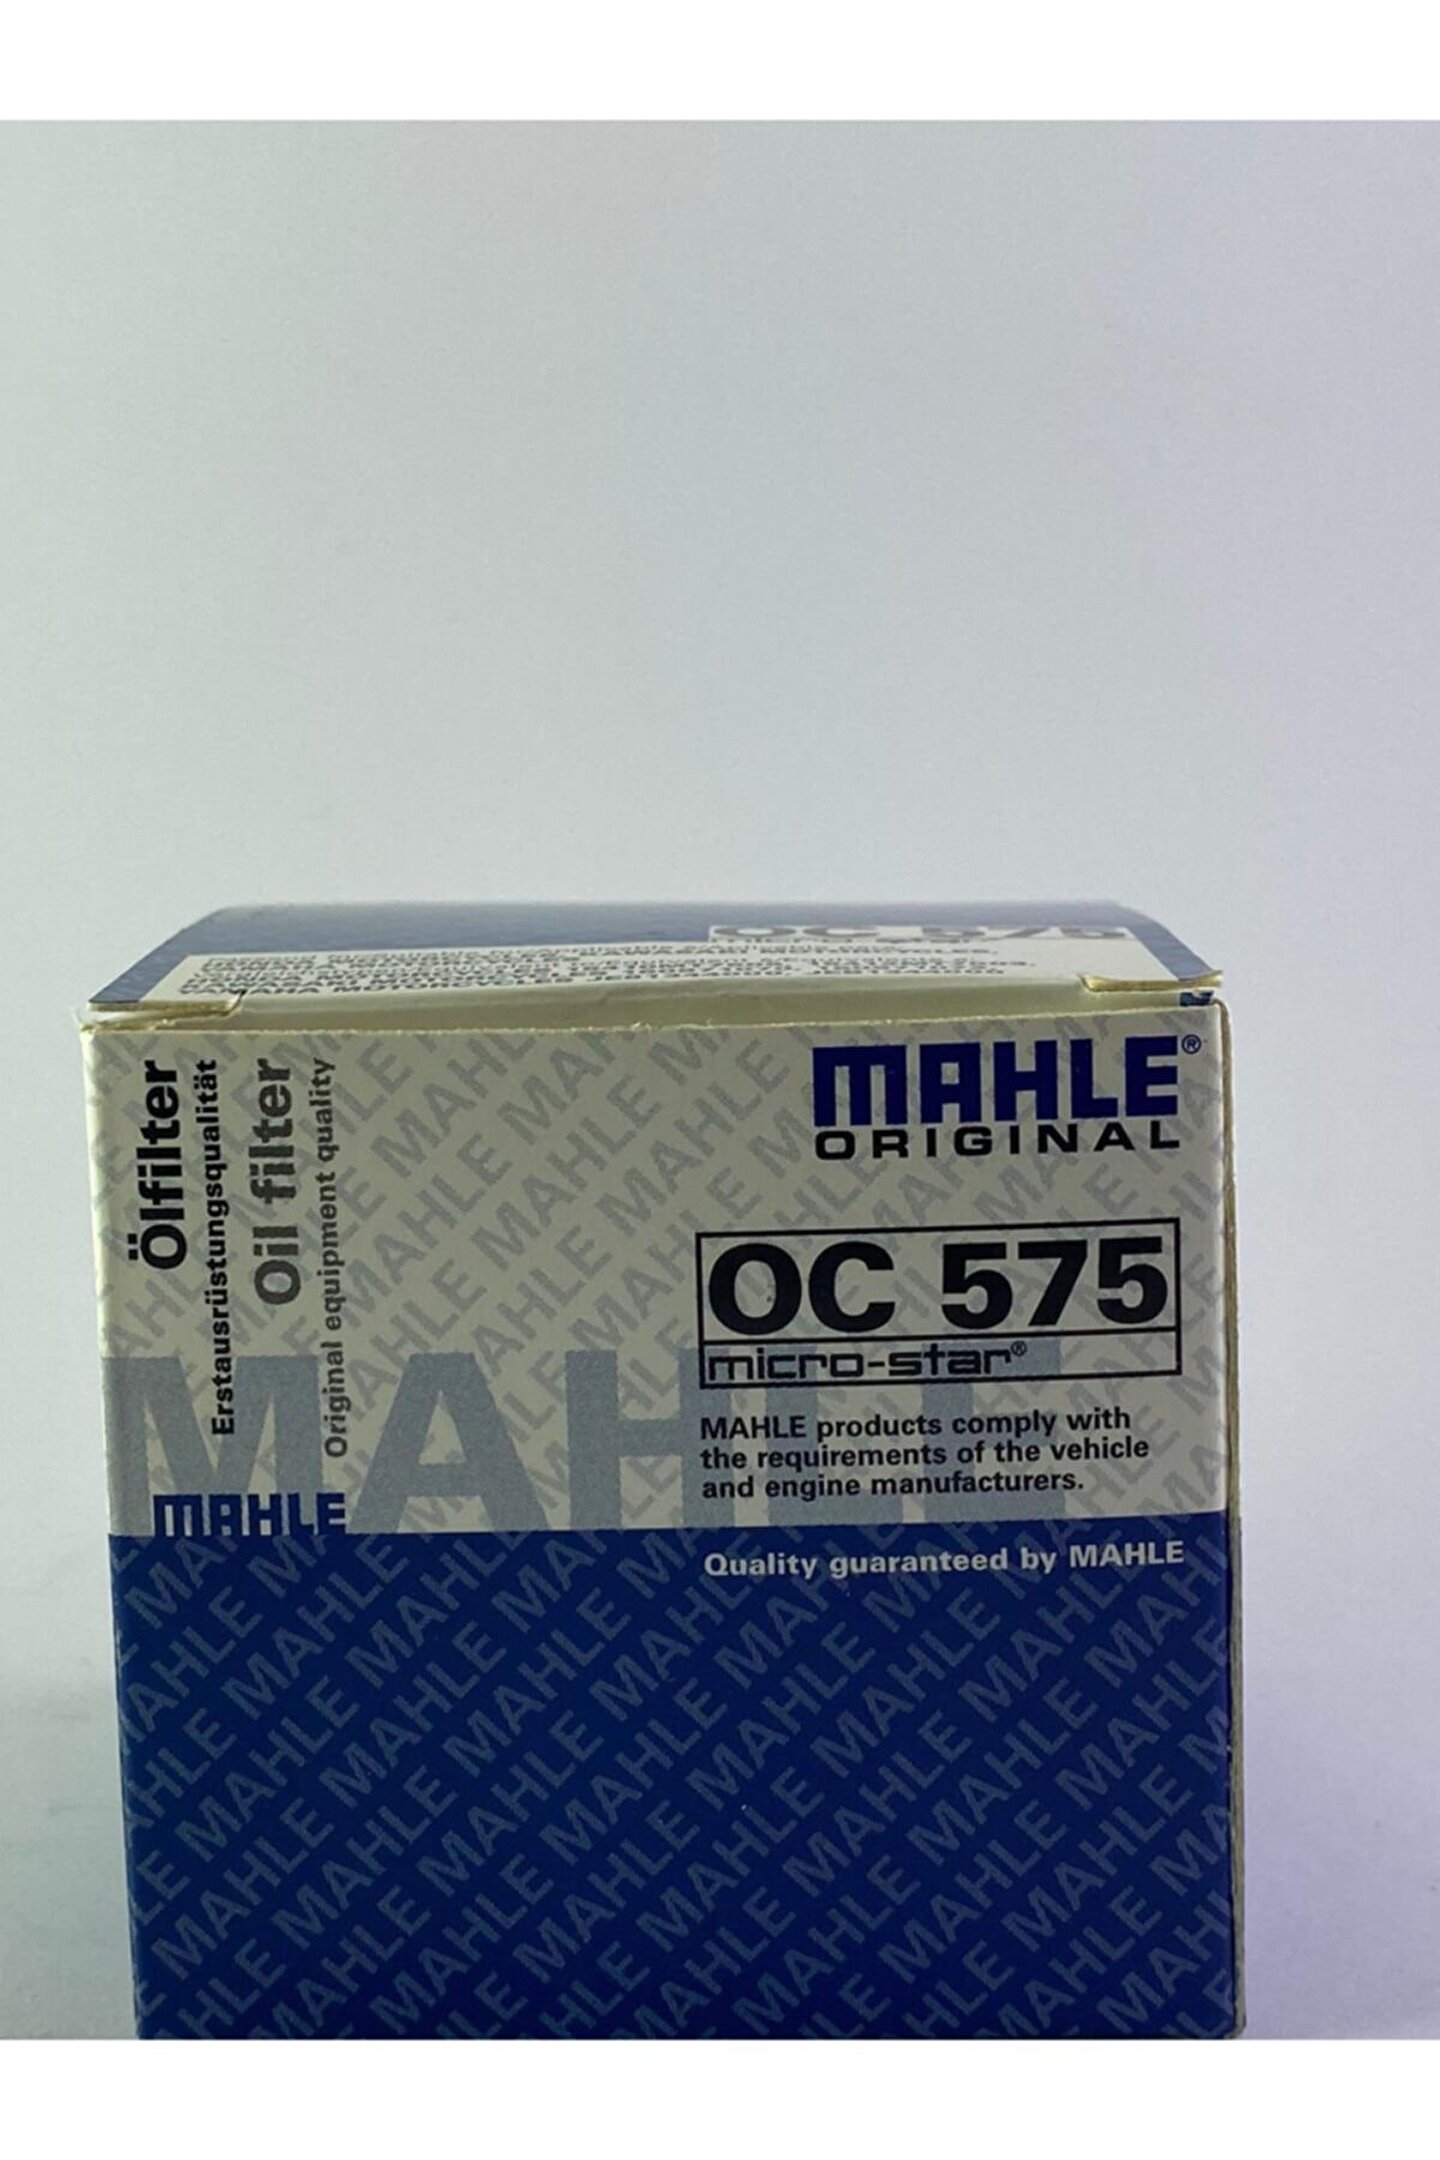 OC 575
MAHLE®
ORIGINAL
Ölfilter
Erstausrüstungsqualität
Oil filter
Original equipment quality
OC 575
micro-star®
MAHLE products comply with
the requirements of the vehicle
and engine manufacturers.
MAHLE
MAHLE
Quality guaranteed by MAHLE